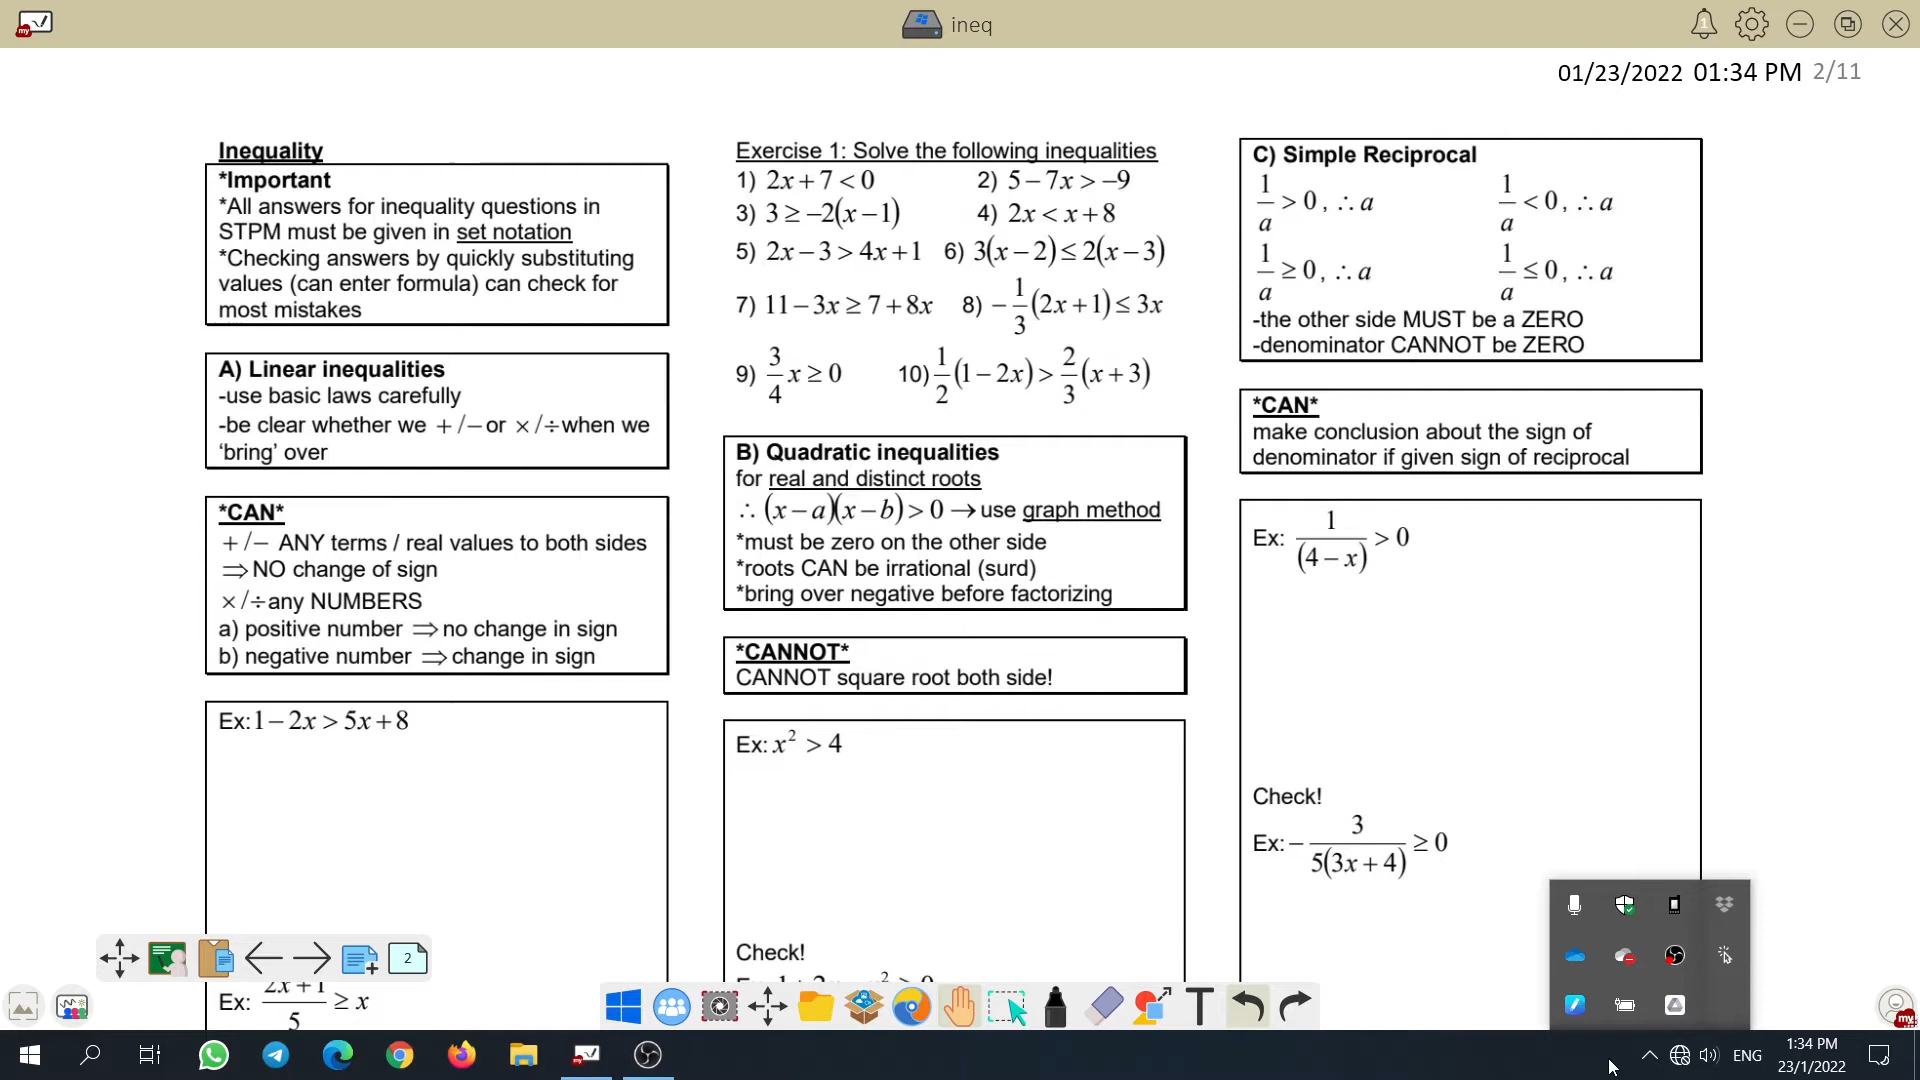 ineq
01/23/2022 01:34 PM 2/11
Inequality
*Important
*All answers for inequality questions in
STPM must be given in set notation
*Checking answers by quickly substituting
values (can enter formula) can check for
most mistakes
A) Linear inequalities
-use basic laws carefully
-be clear whether we +/− or ×/÷ when we
‘bring’ over
*CAN*
+/− ANY terms / real values to both sides
⇒ NO change of sign
×/÷ any NUMBERS
a) positive number ⇒ no change in sign
b) negative number ⇒ change in sign
Ex: 1−2x > 5x+8
Ex: (2x+1)/5 ≥ x
Exercise 1: Solve the following inequalities
1) 2x+7<0 2) 5−7x>−9
3) 3≥−2(x−1) 4) 2x<x+8
5) 2x−3>4x+1 6) 3(x−2)≤2(x−3)
7) 11−3x≥7+8x 8) −1/3(2x+1)≤3x
9) 3/4 x≥0 10) 1/2(1−2x)>2/3(x+3)
B) Quadratic inequalities
for real and distinct roots
∴ (x−a)(x−b)>0 → use graph method
*must be zero on the other side
*roots CAN be irrational (surd)
*bring over negative before factorizing
*CANNOT*
CANNOT square root both side!
Ex: x² > 4
Check!
C) Simple Reciprocal
1/a >0, ∴ a 1/a <0, ∴ a
1/a ≥0, ∴ a 1/a ≤0, ∴ a
-the other side MUST be a ZERO
-denominator CANNOT be ZERO
*CAN*
make conclusion about the sign of
denominator if given sign of reciprocal
Ex: 1/(4−x) > 0
Check!
Ex: − 3/(5(3x+4)) ≥ 0
2
T
my
ENG
1:34 PM
23/1/2022